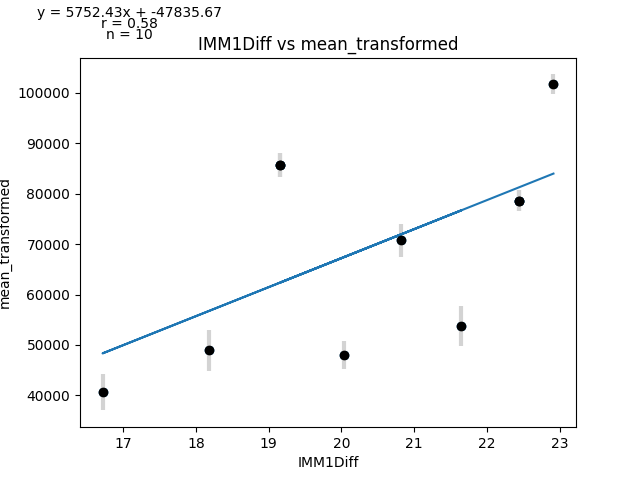 y = 5752.43x + -47835.67
r = 0.58
n = 10
IMM1Diff vs mean_transformed
mean_transformed
100000
90000
80000
70000
60000
50000
40000
17 18 19 20 21 22 23
IMM1Diff